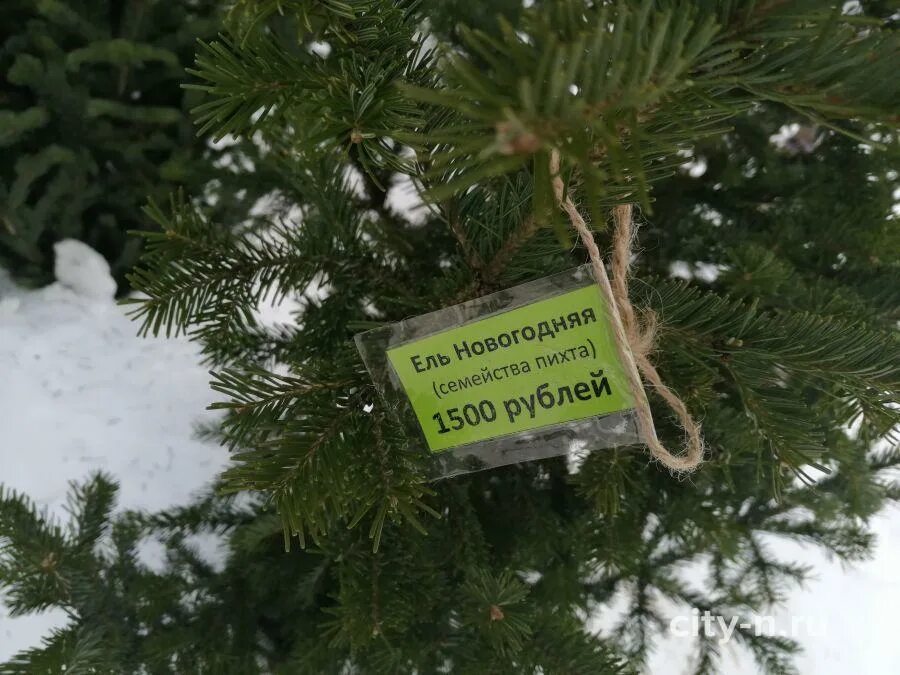 Ель Новогодняя
(семейства пихта)
1500 рублей
city-n.ru